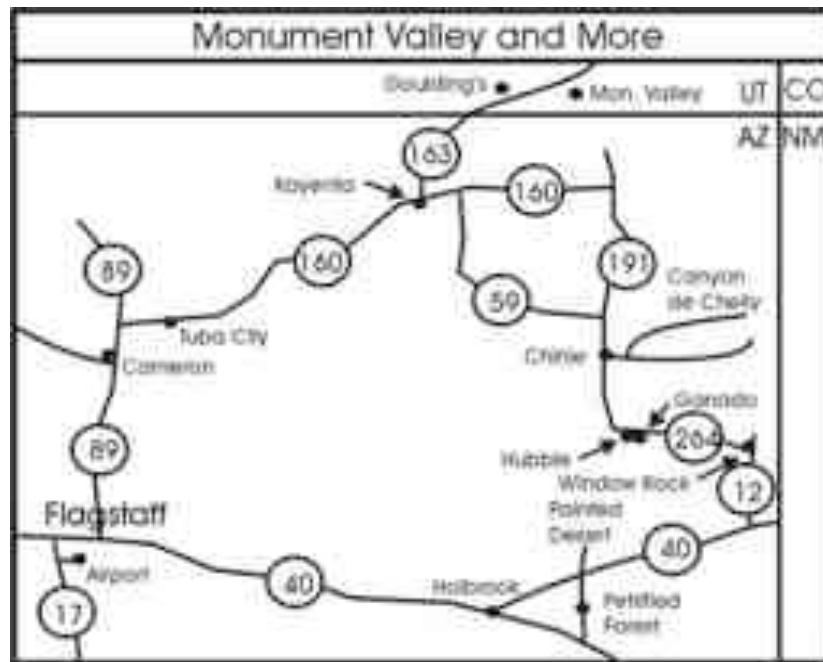 Monument Valley and More
Goulding's
Mon. Valley
UT
CO
AZ
NM
163
Kayenta
160
160
89
191
59
Canyon
de Chelly
Tuba City
Cameron
Chinle
Ganado
89
264
Hubble
Window Rock
12
Flagstaff
Painted
Desert
40
Airport
40
Holbrook
17
Petrified
Forest